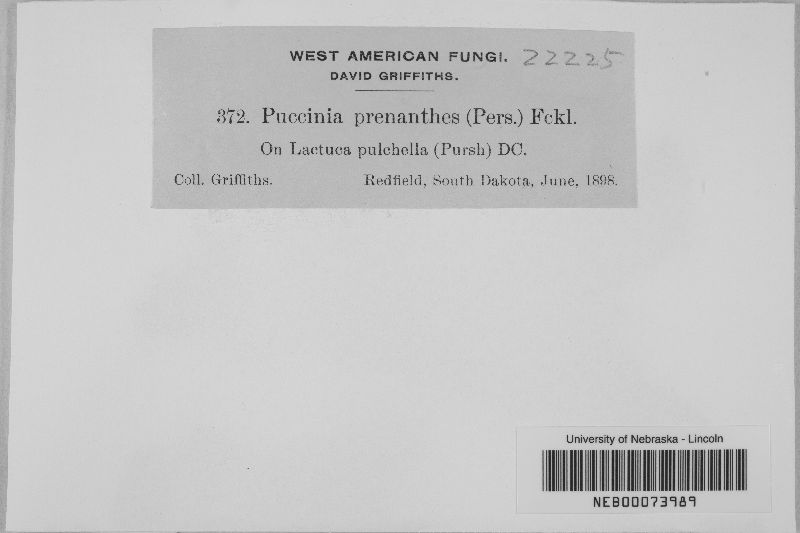 WEST AMERICAN FUNGI. 22225
DAVID GRIFFITHS.
372. Puccinia prenanthes (Pers.) Fckl.
On Lactuca pulchella (Pursh) DC.
Coll. Griffiths. Redfield, South Dakota, June, 1898.
University of Nebraska - Lincoln
NEB00073989